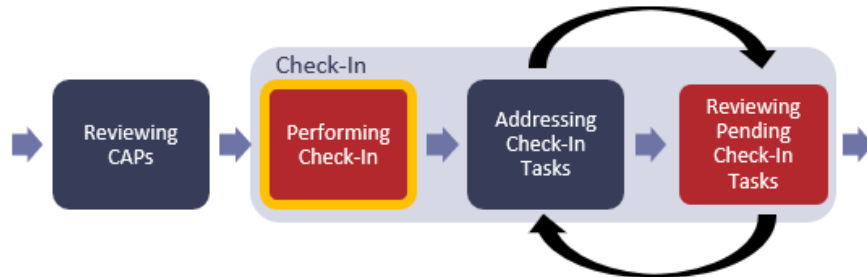 Check-In
Reviewing
CAPs
Performing
Check-In
Addressing
Check-In
Tasks
Reviewing
Pending
Check-In
Tasks